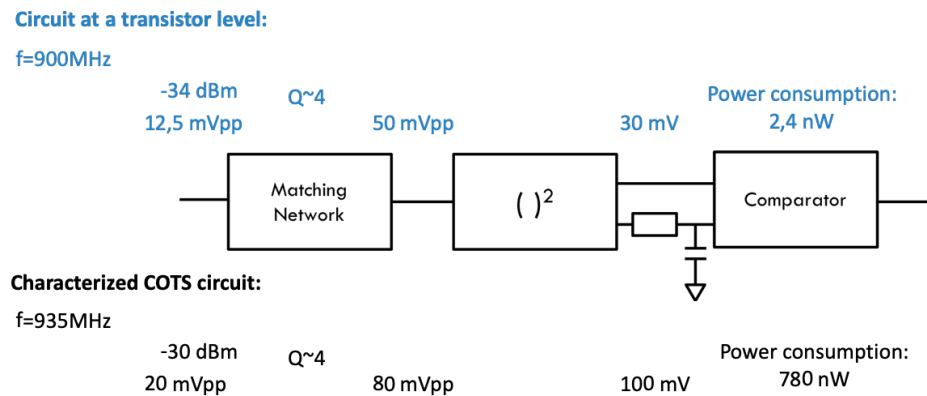 Circuit at a transistor level:
f=900MHz
-34 dBm
Q~4
Power consumption:
12,5 mVpp
50 mVpp
30 mV
2,4 nW
Matching
Network
( )²
Comparator
Characterized COTS circuit:
f=935MHz
-30 dBm
Q~4
Power consumption:
20 mVpp
80 mVpp
100 mV
780 nW